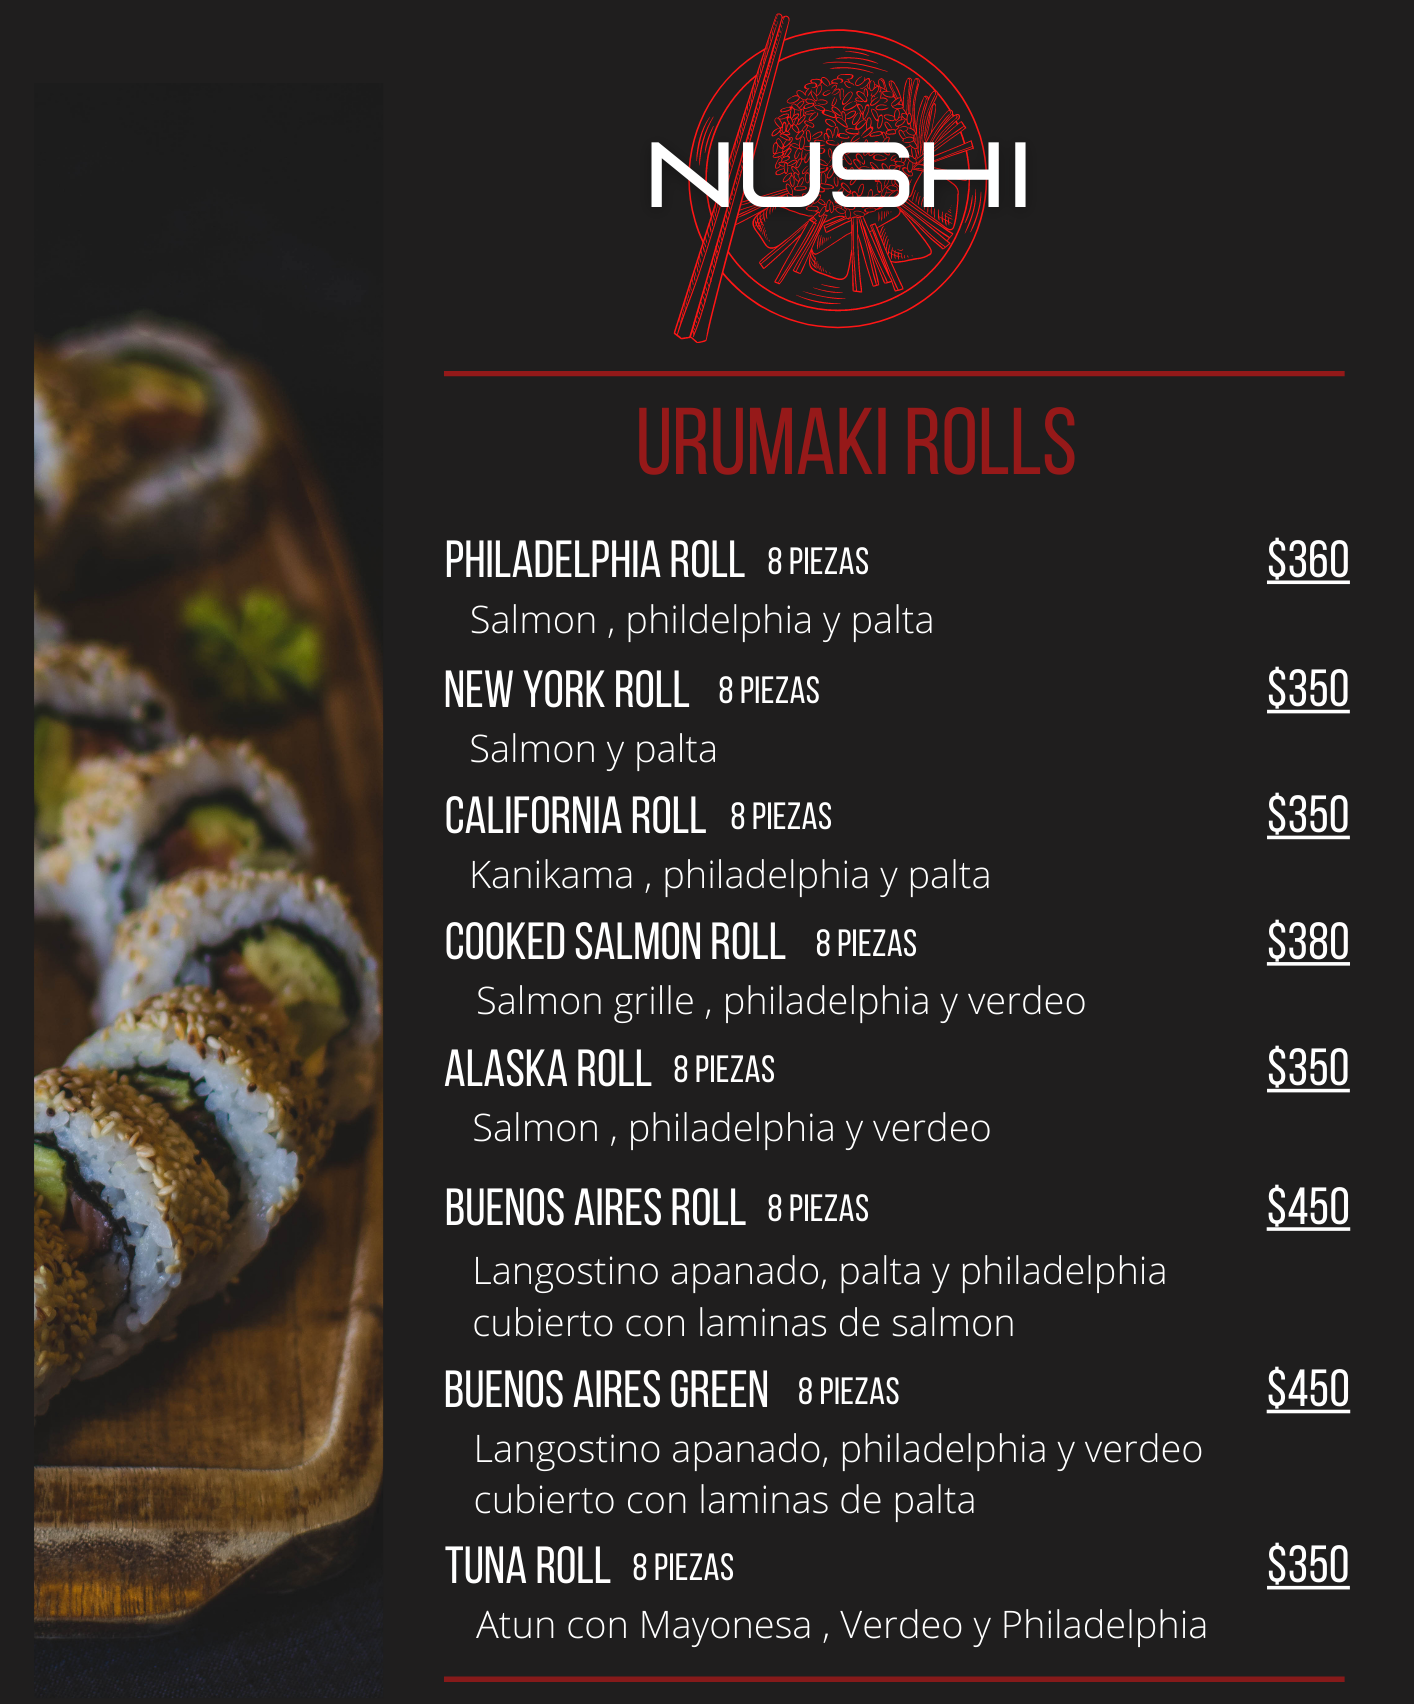 NUSHI
URUMAKI ROLLS
PHILADELPHIA ROLL 8 PIEZAS $360
Salmon , phildelphia y palta
NEW YORK ROLL 8 PIEZAS $350
Salmon y palta
CALIFORNIA ROLL 8 PIEZAS $350
Kanikama , philadelphia y palta
COOKED SALMON ROLL 8 PIEZAS $380
Salmon grille , philadelphia y verdeo
ALASKA ROLL 8 PIEZAS $350
Salmon , philadelphia y verdeo
BUENOS AIRES ROLL 8 PIEZAS $450
Langostino apanado, palta y philadelphia
cubierto con laminas de salmon
BUENOS AIRES GREEN 8 PIEZAS $450
Langostino apanado, philadelphia y verdeo
cubierto con laminas de palta
TUNA ROLL 8 PIEZAS $350
Atun con Mayonesa , Verdeo y Philadelphia